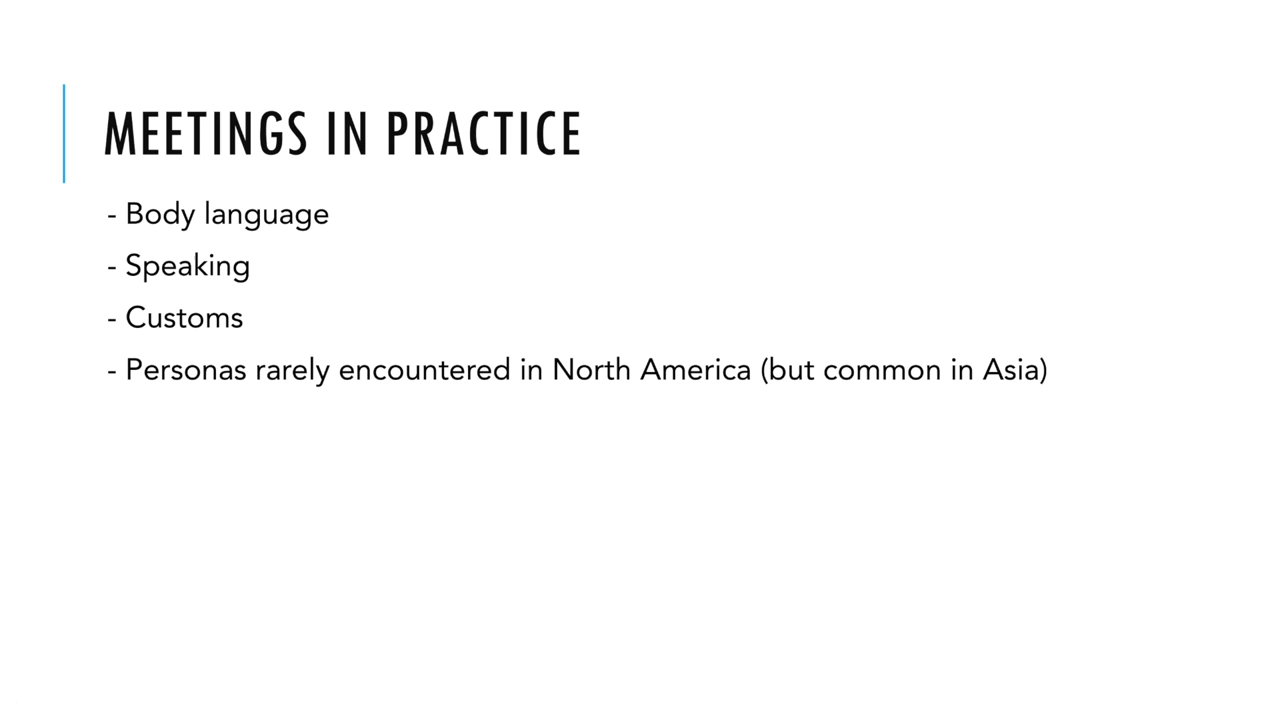 MEETINGS IN PRACTICE
- Body language
- Speaking
- Customs
- Personas rarely encountered in North America (but common in Asia)